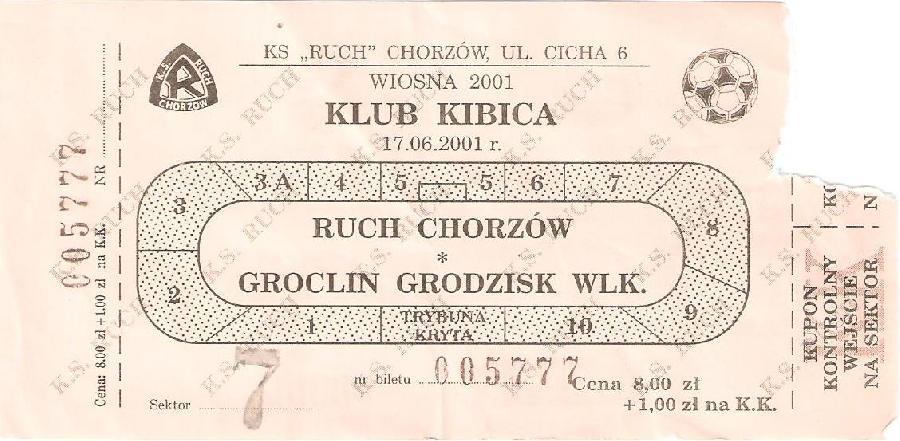 005777
NR
Cena: 8.00 zł +1.00 zł na K.K.
K.S. RUCH
CHORZÓW
R
KS „RUCH” CHORZÓW, UL. CICHA 6
WIOSNA 2001
KLUB KIBICA
17.06.2001 r.
3 3A 4 5 5 6 7 8
RUCH CHORZÓW
*
GROCLIN GRODZISK WLK.
2 1 TRYBUNA KRYTA 10 9
nr biletu 005777
Sektor 7
Cena 8,00 zł
+1,00 zł na K.K.
KUPON
KONTROLNY
WEJŚCIE
NA SEKTOR
K.S. RUCH